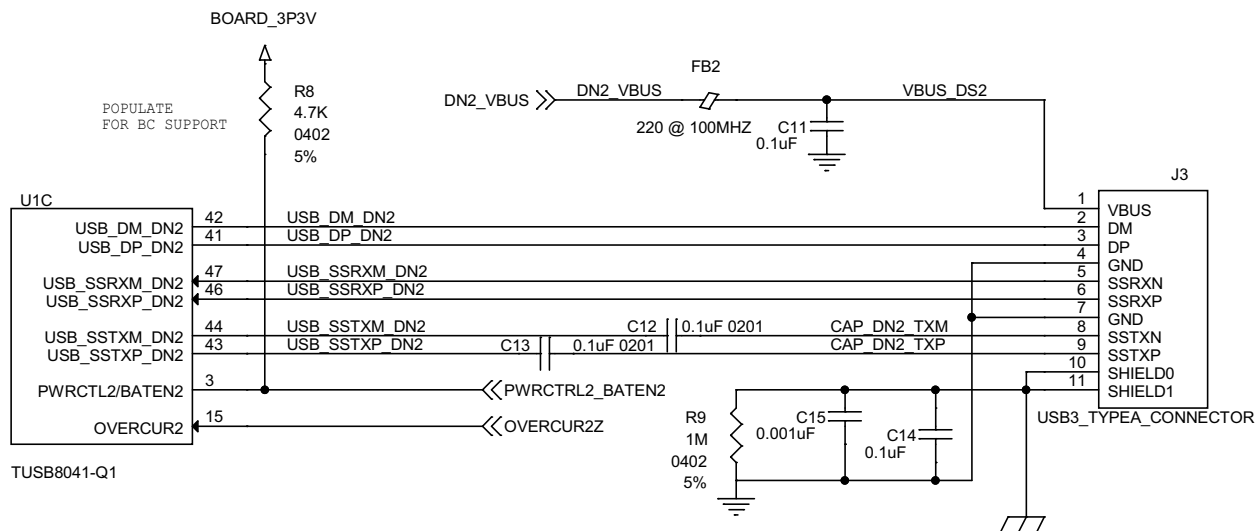 BOARD_3P3V
POPULATE
FOR BC SUPPORT
R8
4.7K
0402
5%
DN2_VBUS
DN2_VBUS
FB2
220 @ 100MHZ
VBUS_DS2
C11
0.1uF
J3
U1C
USB_DM_DN2
42
USB_DM_DN2
1
VBUS
USB_DP_DN2
41
USB_DP_DN2
2
DM
3
DP
USB_SSRXM_DN2
47
USB_SSRXM_DN2
4
GND
USB_SSRXP_DN2
46
USB_SSRXP_DN2
5
SSRXN
6
SSRXP
USB_SSTXM_DN2
44
USB_SSTXM_DN2
C12
0.1uF 0201
CAP_DN2_TXM
7
GND
8
SSTXN
USB_SSTXP_DN2
43
USB_SSTXP_DN2
C13
0.1uF 0201
CAP_DN2_TXP
9
SSTXP
10
SHIELD0
PWRCTL2/BATEN2
3
PWRCTRL2_BATEN2
11
SHIELD1
OVERCUR2
15
OVERCUR2Z
USB3_TYPEA_CONNECTOR
R9
1M
0402
5%
C15
0.001uF
C14
0.1uF
TUSB8041-Q1